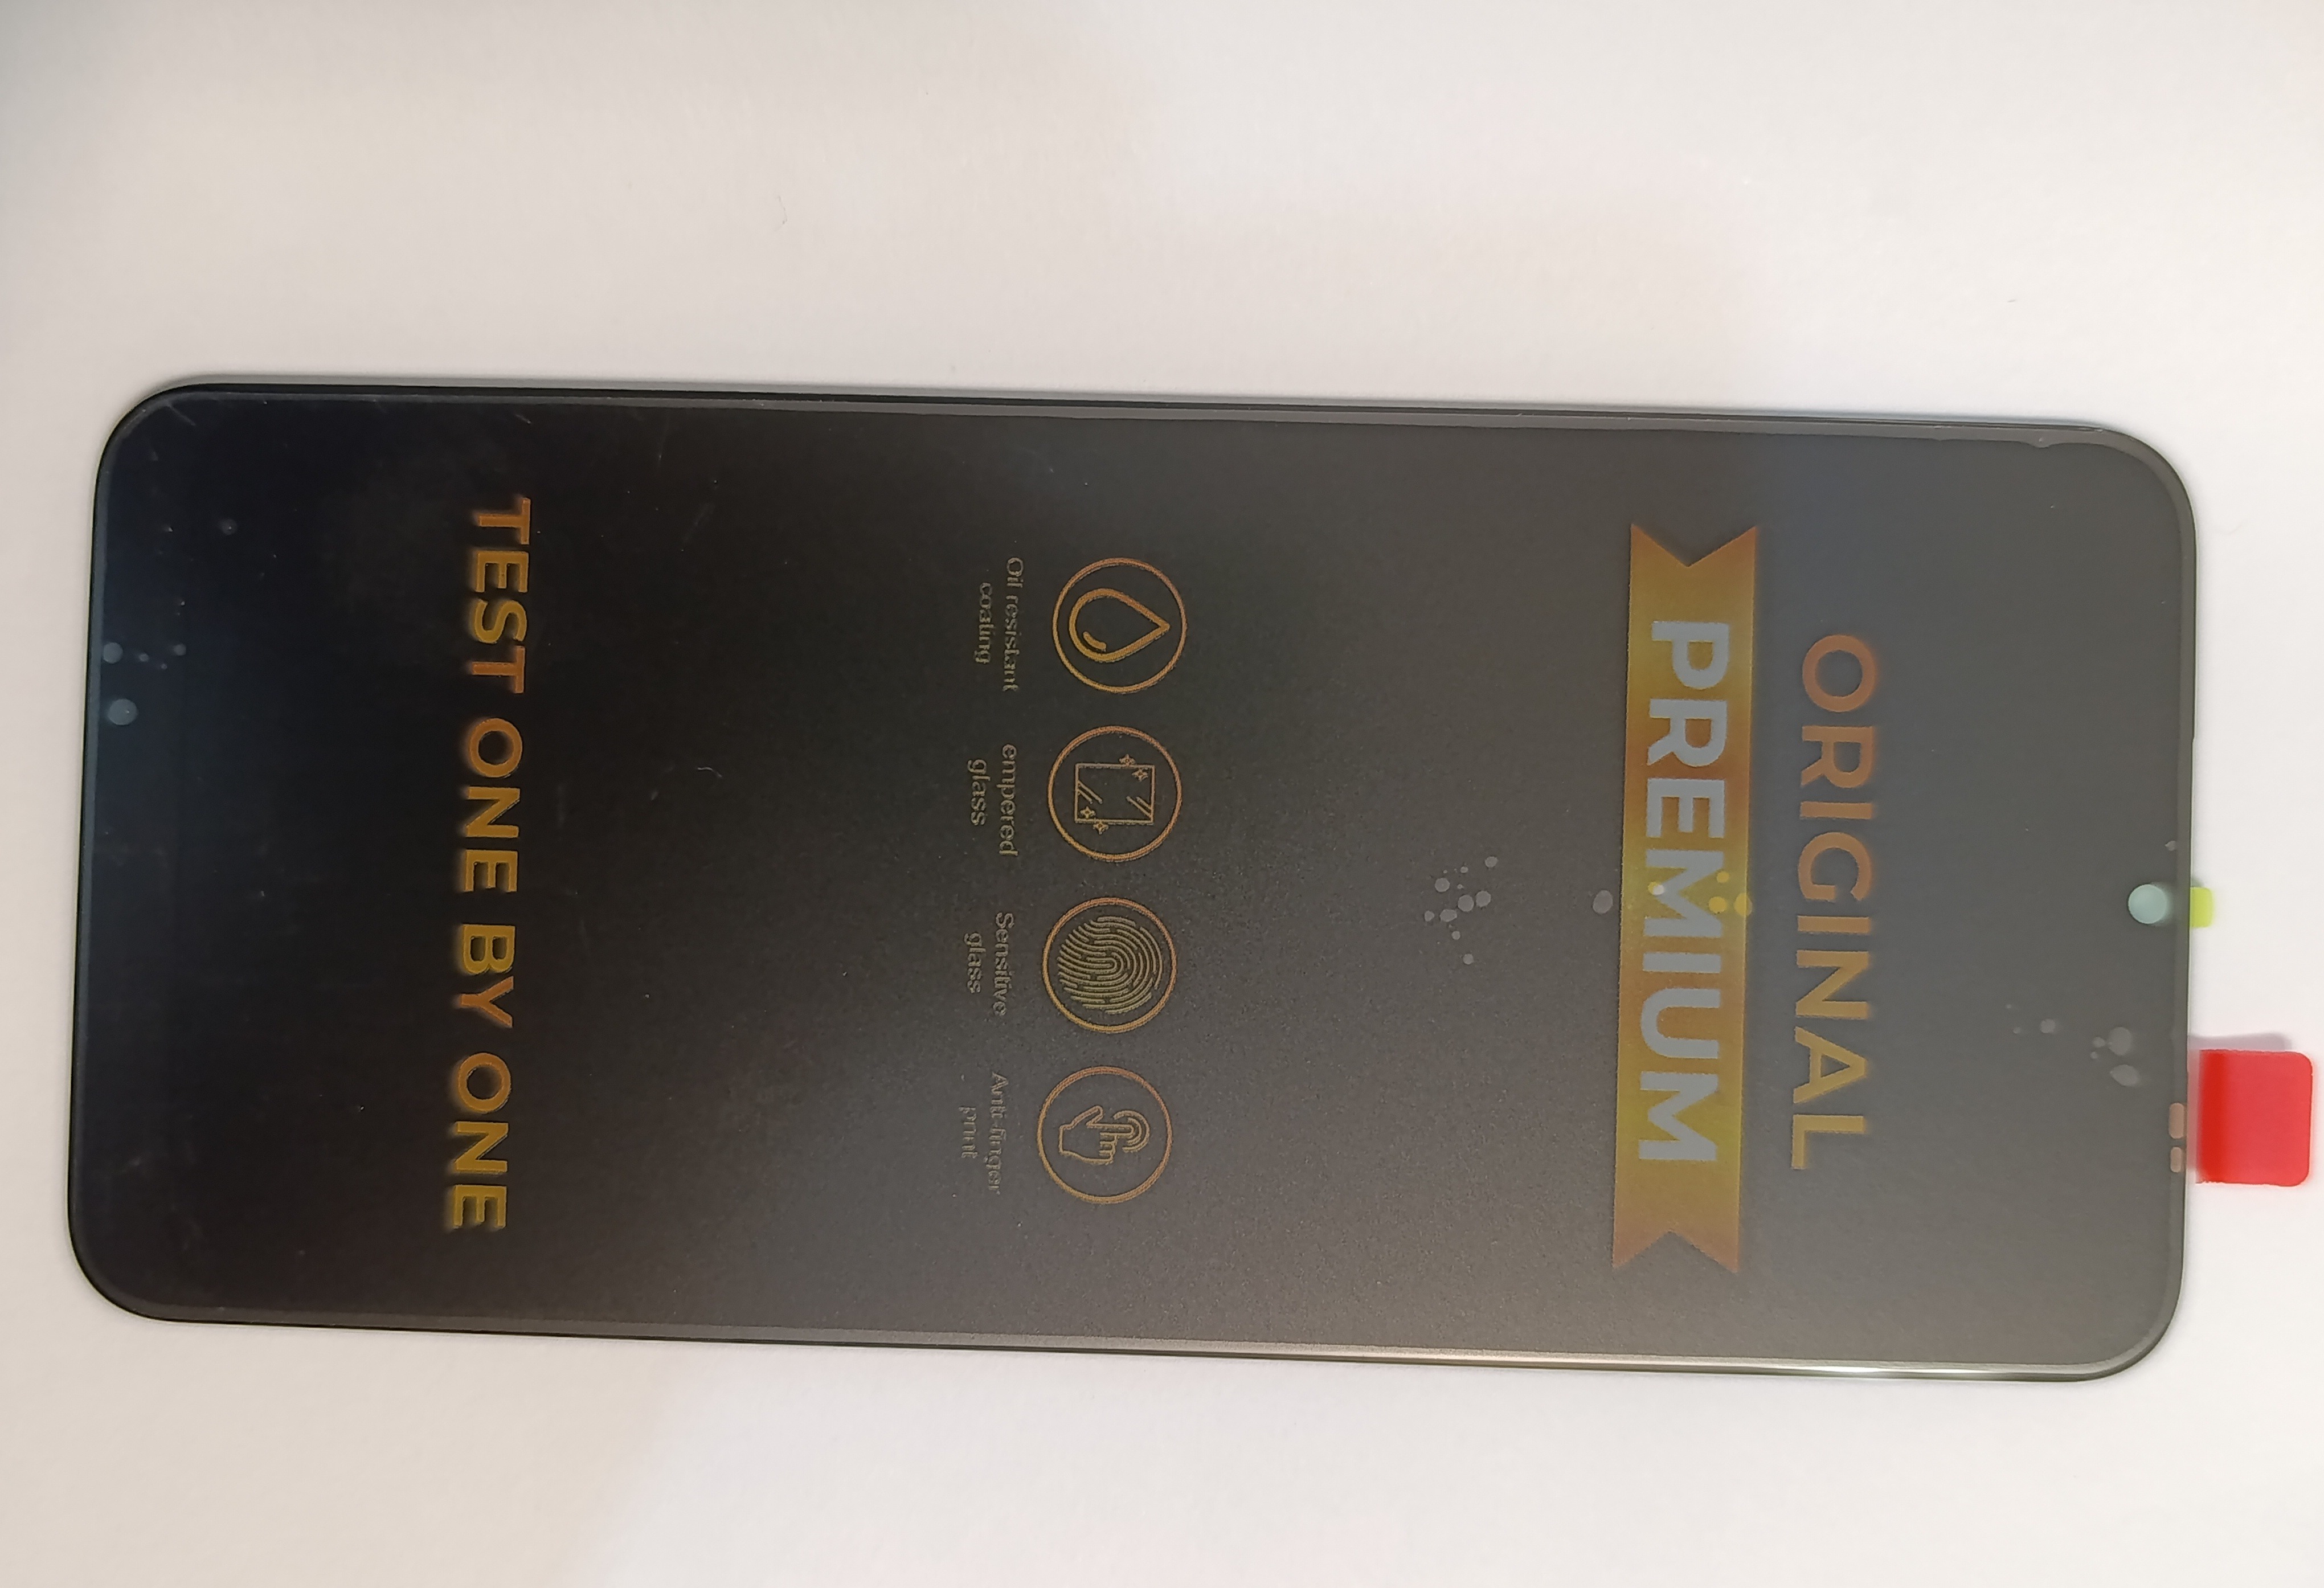 ORIGINAL
PREMIUM
Oil resistant
coating
empered
glass
Sensitive
glass
Anti-finger
print
TEST ONE BY ONE